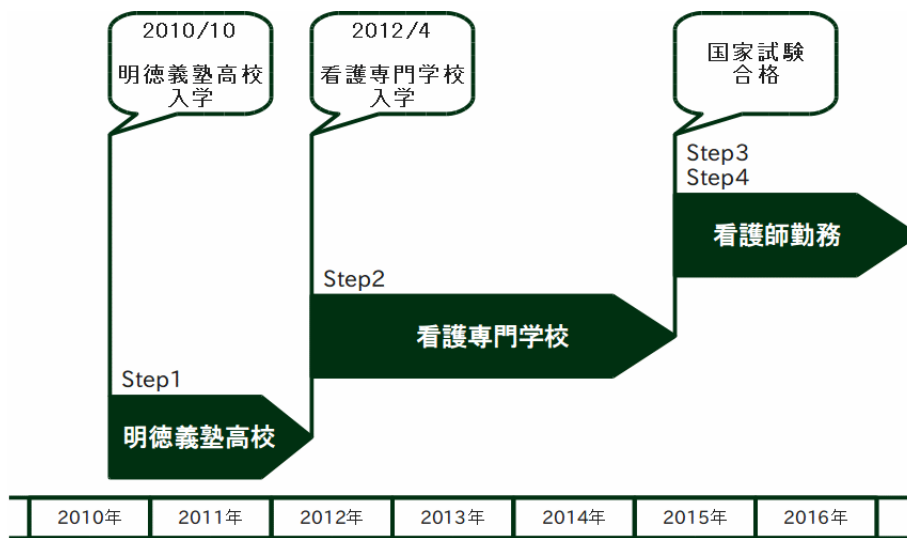 2010/10
明徳義塾高校
入学
2012/4
看護専門学校
入学
国家試験
合格
Step3
Step4
看護師勤務
Step2
看護専門学校
Step1
明徳義塾高校
2010年
2011年
2012年
2013年
2014年
2015年
2016年